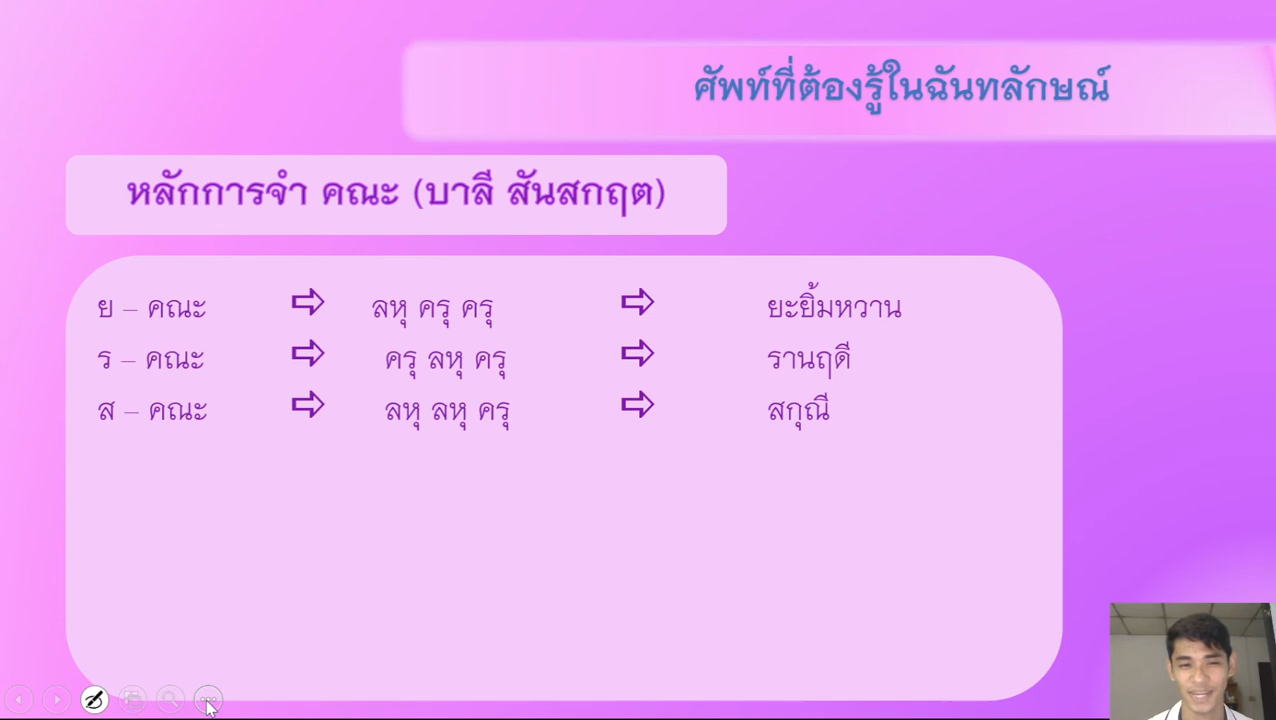 ศัพท์ที่ต้องรู้ในฉันทลักษณ์
หลักการจำ คณะ (บาลี สันสกฤต)
ย – คณะ ⇨ ลหุ ครุ ครุ ⇨ ยะยิ้มหวาน
ร – คณะ ⇨ ครุ ลหุ ครุ ⇨ รานฤดี
ส – คณะ ⇨ ลหุ ลหุ ครุ ⇨ สกุณี